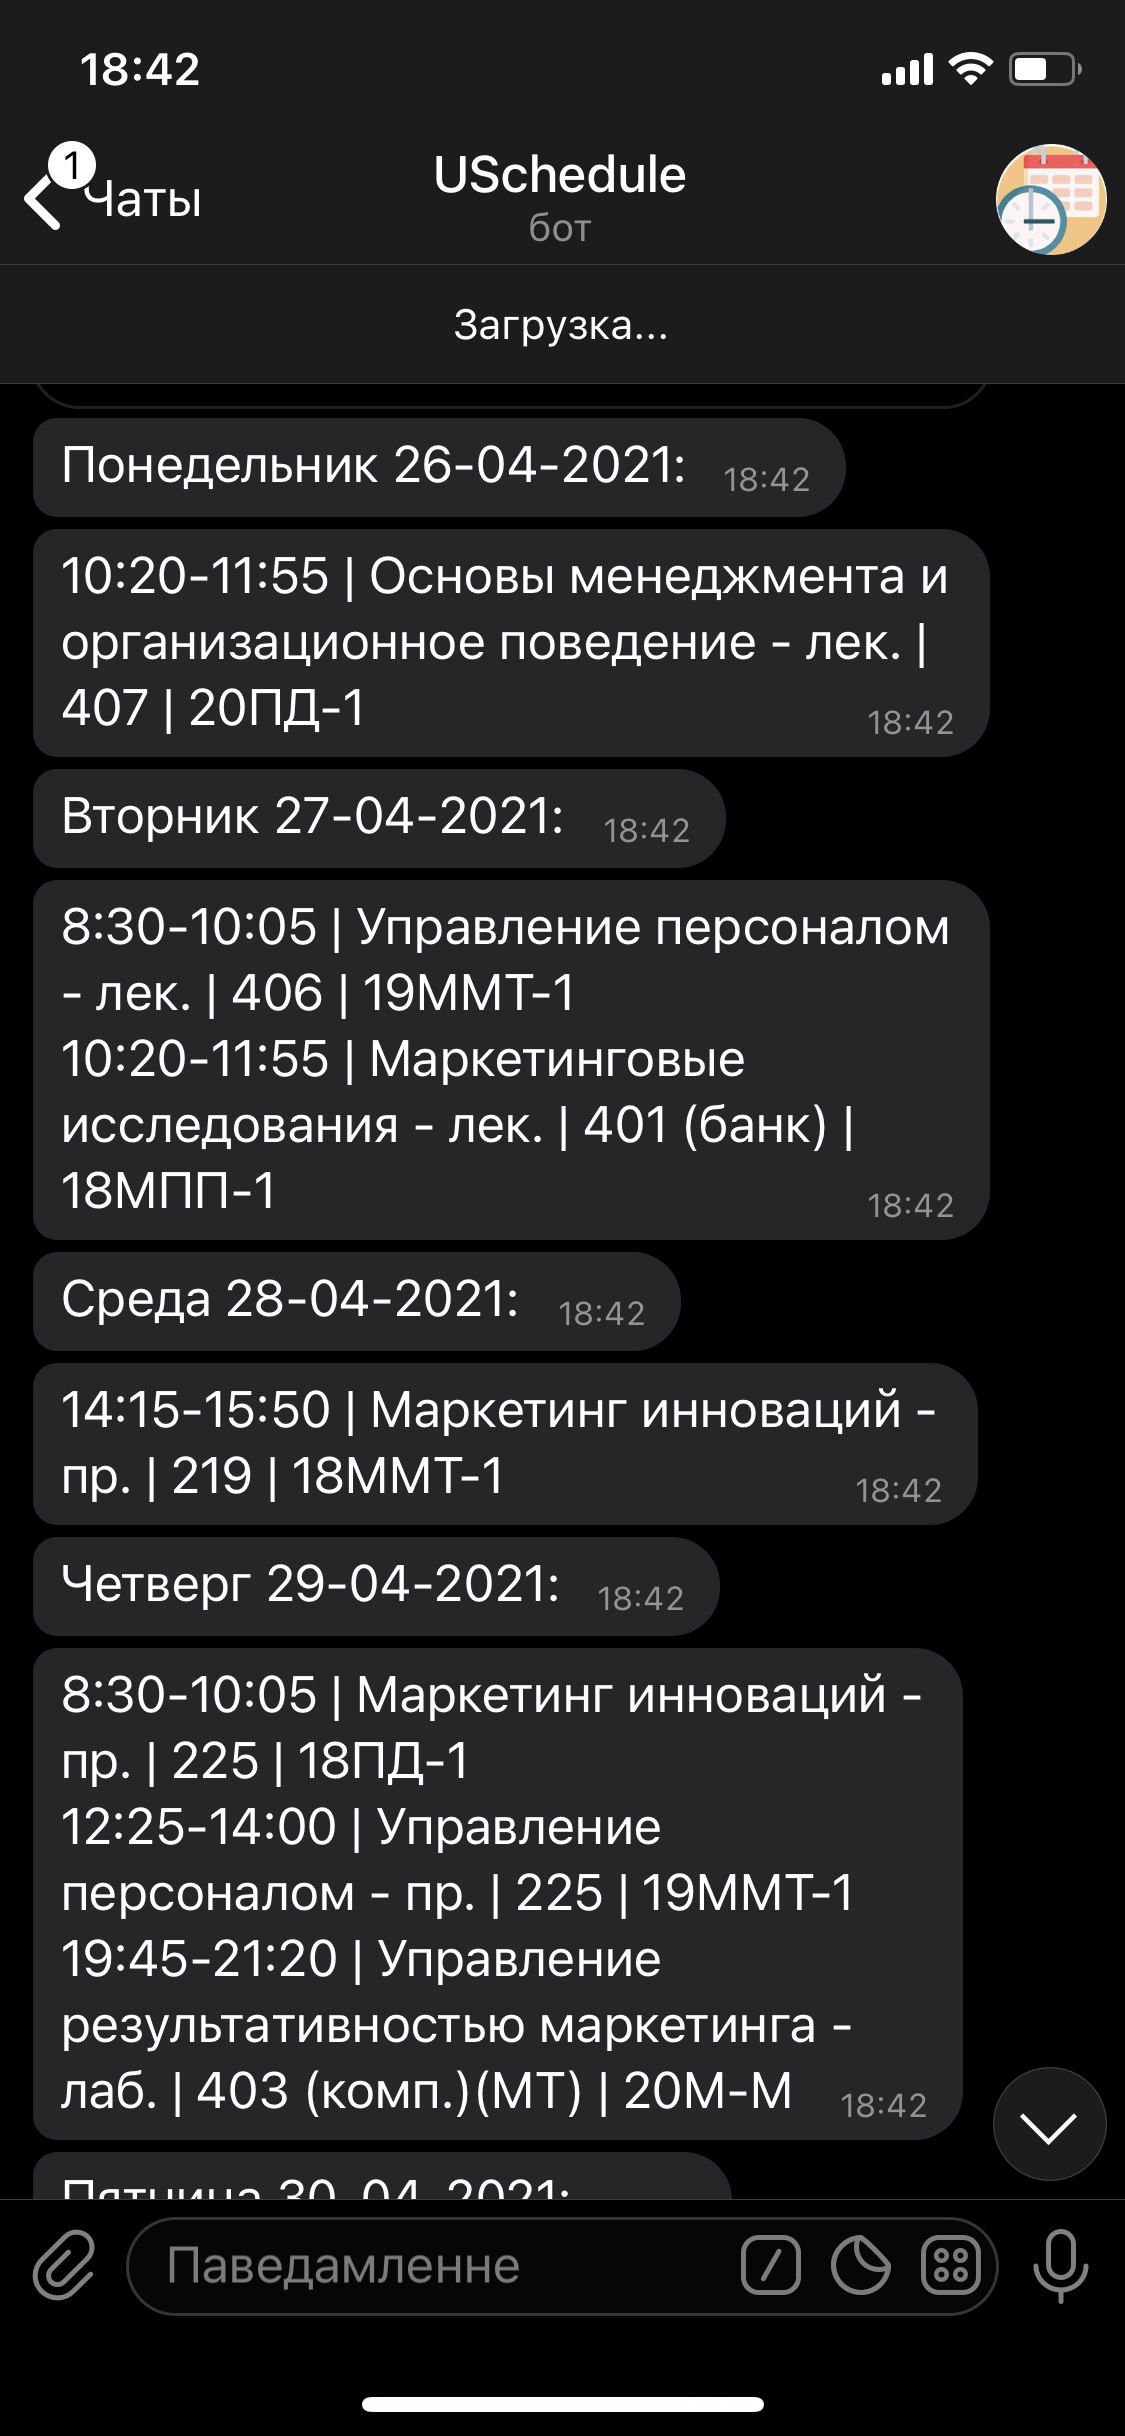 18:42
1
Чаты
USchedule
бот
Загрузка...
Понедельник 26-04-2021: 18:42
10:20-11:55 | Основы менеджмента и
организационное поведение - лек. |
407 | 20ПД-1 18:42
Вторник 27-04-2021: 18:42
8:30-10:05 | Управление персоналом
- лек. | 406 | 19ММТ-1
10:20-11:55 | Маркетинговые
исследования - лек. | 401 (банк) |
18МПП-1 18:42
Среда 28-04-2021: 18:42
14:15-15:50 | Маркетинг инноваций -
пр. | 219 | 18ММТ-1 18:42
Четверг 29-04-2021: 18:42
8:30-10:05 | Маркетинг инноваций -
пр. | 225 | 18ПД-1
12:25-14:00 | Управление
персоналом - пр. | 225 | 19ММТ-1
19:45-21:20 | Управление
результативностью маркетинга -
лаб. | 403 (комп.)(МТ) | 20М-М 18:42
Пятница 30-04-2021:
Паведамленне